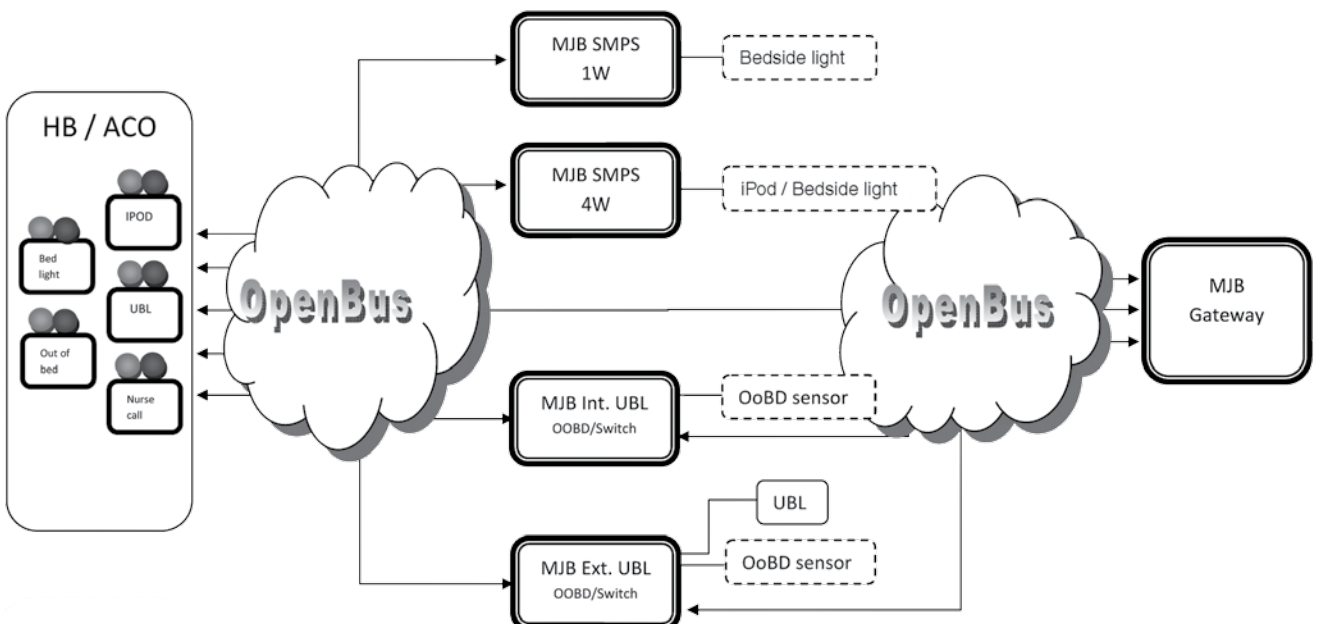 HB / ACO
IPOD
Bed
light
UBL
Out of
bed
Nurse
call
OpenBus
MJB SMPS
1W
Bedside light
MJB SMPS
4W
iPod / Bedside light
MJB Int. UBL
OOBD/Switch
OoBD sensor
MJB Ext. UBL
OOBD/Switch
UBL
OoBD sensor
OpenBus
MJB
Gateway